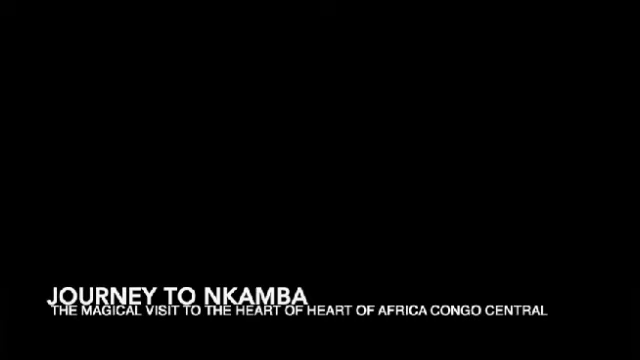 JOURNEY TO NKAMBA
THE MAGICAL VISIT TO THE HEART OF HEART OF AFRICA CONGO CENTRAL